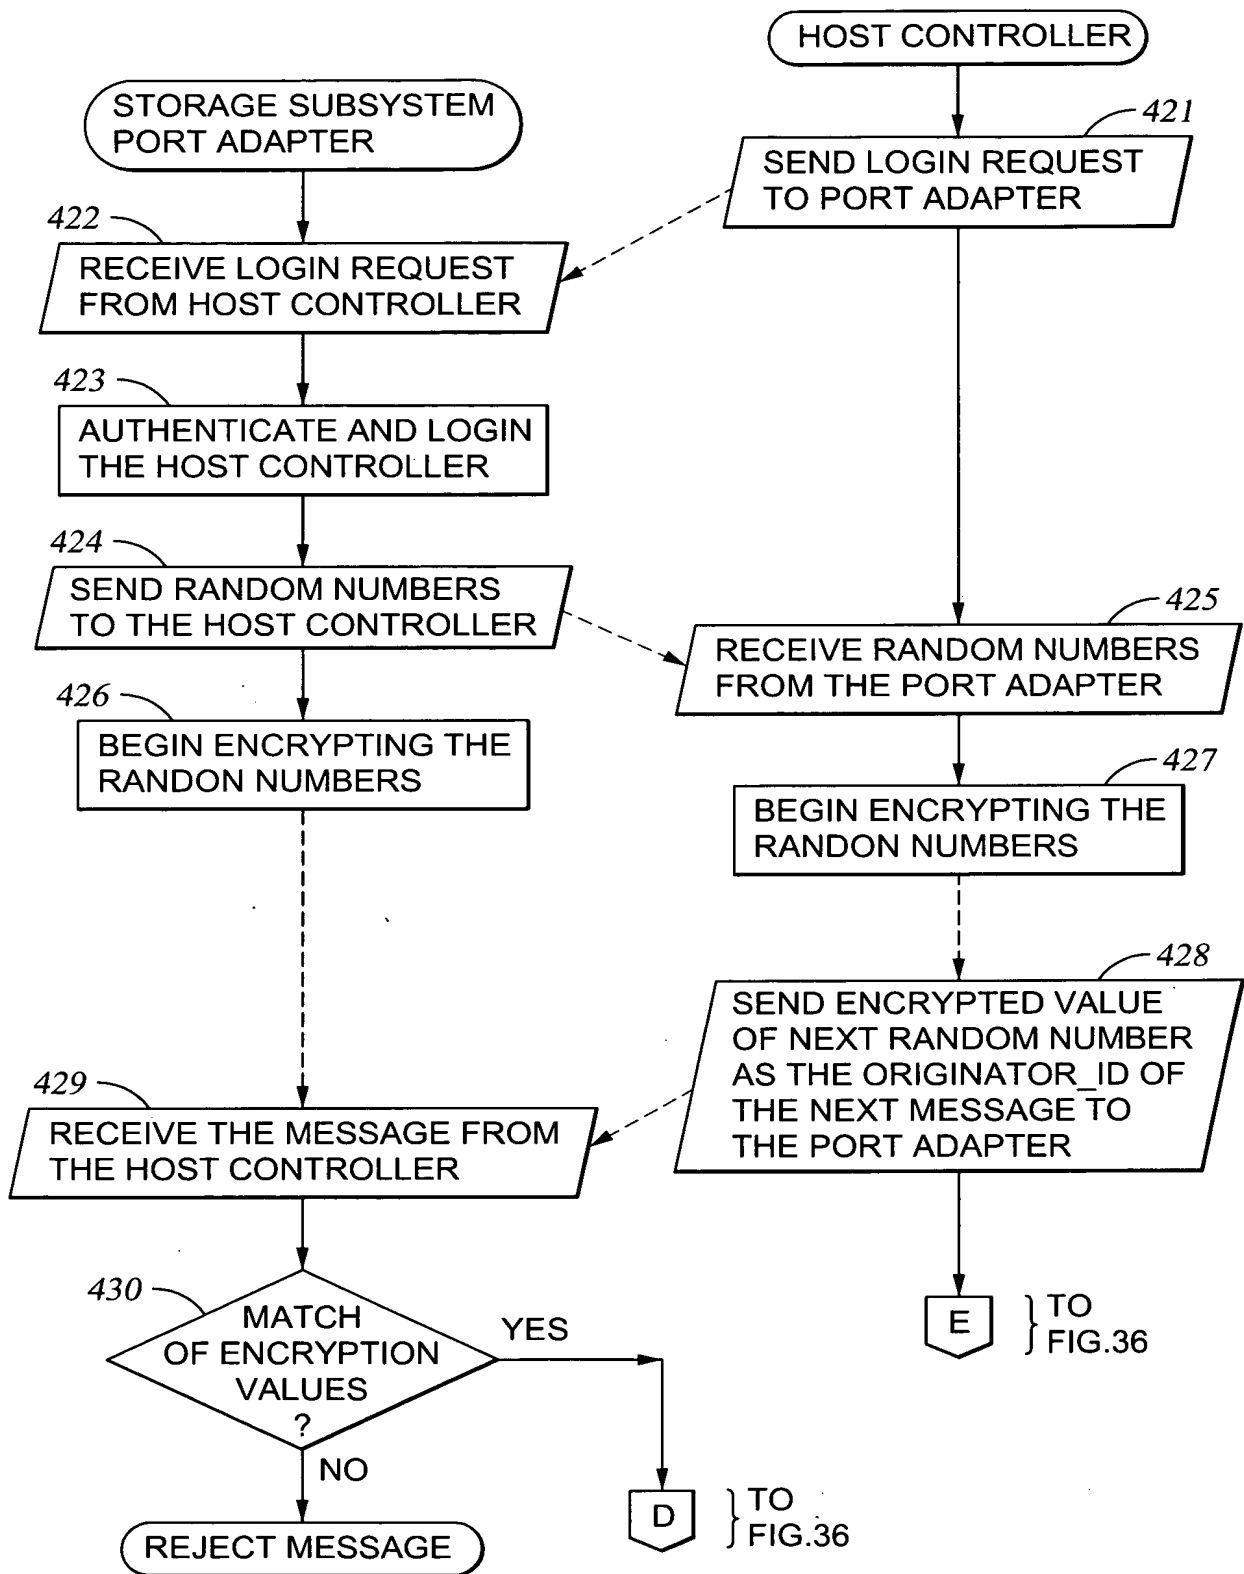 HOST CONTROLLER
STORAGE SUBSYSTEM
PORT ADAPTER
421
SEND LOGIN REQUEST
TO PORT ADAPTER
422
RECEIVE LOGIN REQUEST
FROM HOST CONTROLLER
423
AUTHENTICATE AND LOGIN
THE HOST CONTROLLER
424
SEND RANDOM NUMBERS
TO THE HOST CONTROLLER
425
RECEIVE RANDOM NUMBERS
FROM THE PORT ADAPTER
426
BEGIN ENCRYPTING THE
RANDON NUMBERS
427
BEGIN ENCRYPTING THE
RANDON NUMBERS
428
SEND ENCRYPTED VALUE
OF NEXT RANDOM NUMBER
AS THE ORIGINATOR_ID OF
THE NEXT MESSAGE TO
THE PORT ADAPTER
429
RECEIVE THE MESSAGE FROM
THE HOST CONTROLLER
430
MATCH
OF ENCRYPTION
VALUES
?
YES
NO
E
TO
FIG.36
D
TO
FIG.36
REJECT MESSAGE